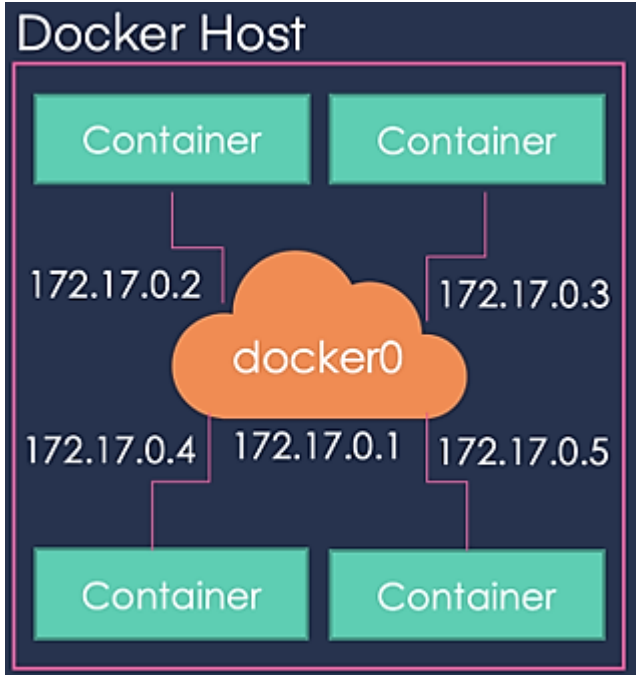 Docker Host
Container
Container
172.17.0.2
172.17.0.3
docker0
172.17.0.4
172.17.0.1
172.17.0.5
Container
Container